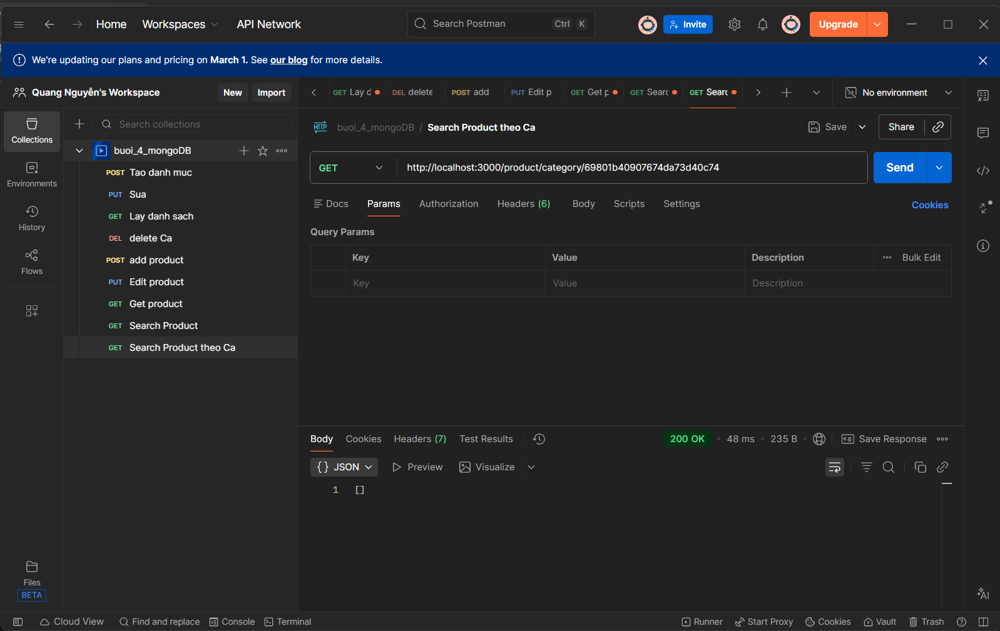 Home
Workspaces
API Network
Search Postman
Ctrl
K
Invite
Upgrade
We're updating our plans and pricing on March 1. See our blog for more details.
Quang Nguyễn's Workspace
New
Import
GET Lay d
DEL delete
POST add
PUT Edit p
GET Get p
GET Searc
GET Searc
No environment
Collections
Environments
History
Flows
Files
BETA
Search collections
buoi_4_mongoDB
POST Tao danh muc
PUT Sua
GET Lay danh sach
DEL delete Ca
POST add product
PUT Edit product
GET Get product
GET Search Product
GET Search Product theo Ca
HTTP buoi_4_mongoDB / Search Product theo Ca
Save
Share
GET
http://localhost:3000/product/category/69801b40907674da73d40c74
Send
Docs
Params
Authorization
Headers (6)
Body
Scripts
Settings
Cookies
Query Params
Key
Value
Description
Bulk Edit
Key
Value
Description
Body
Cookies
Headers (7)
Test Results
200 OK
48 ms
235 B
e.g. Save Response
{} JSON
Preview
Visualize
1 []
AI
Cloud View
Find and replace
Console
Terminal
Runner
Start Proxy
Cookies
Vault
Trash